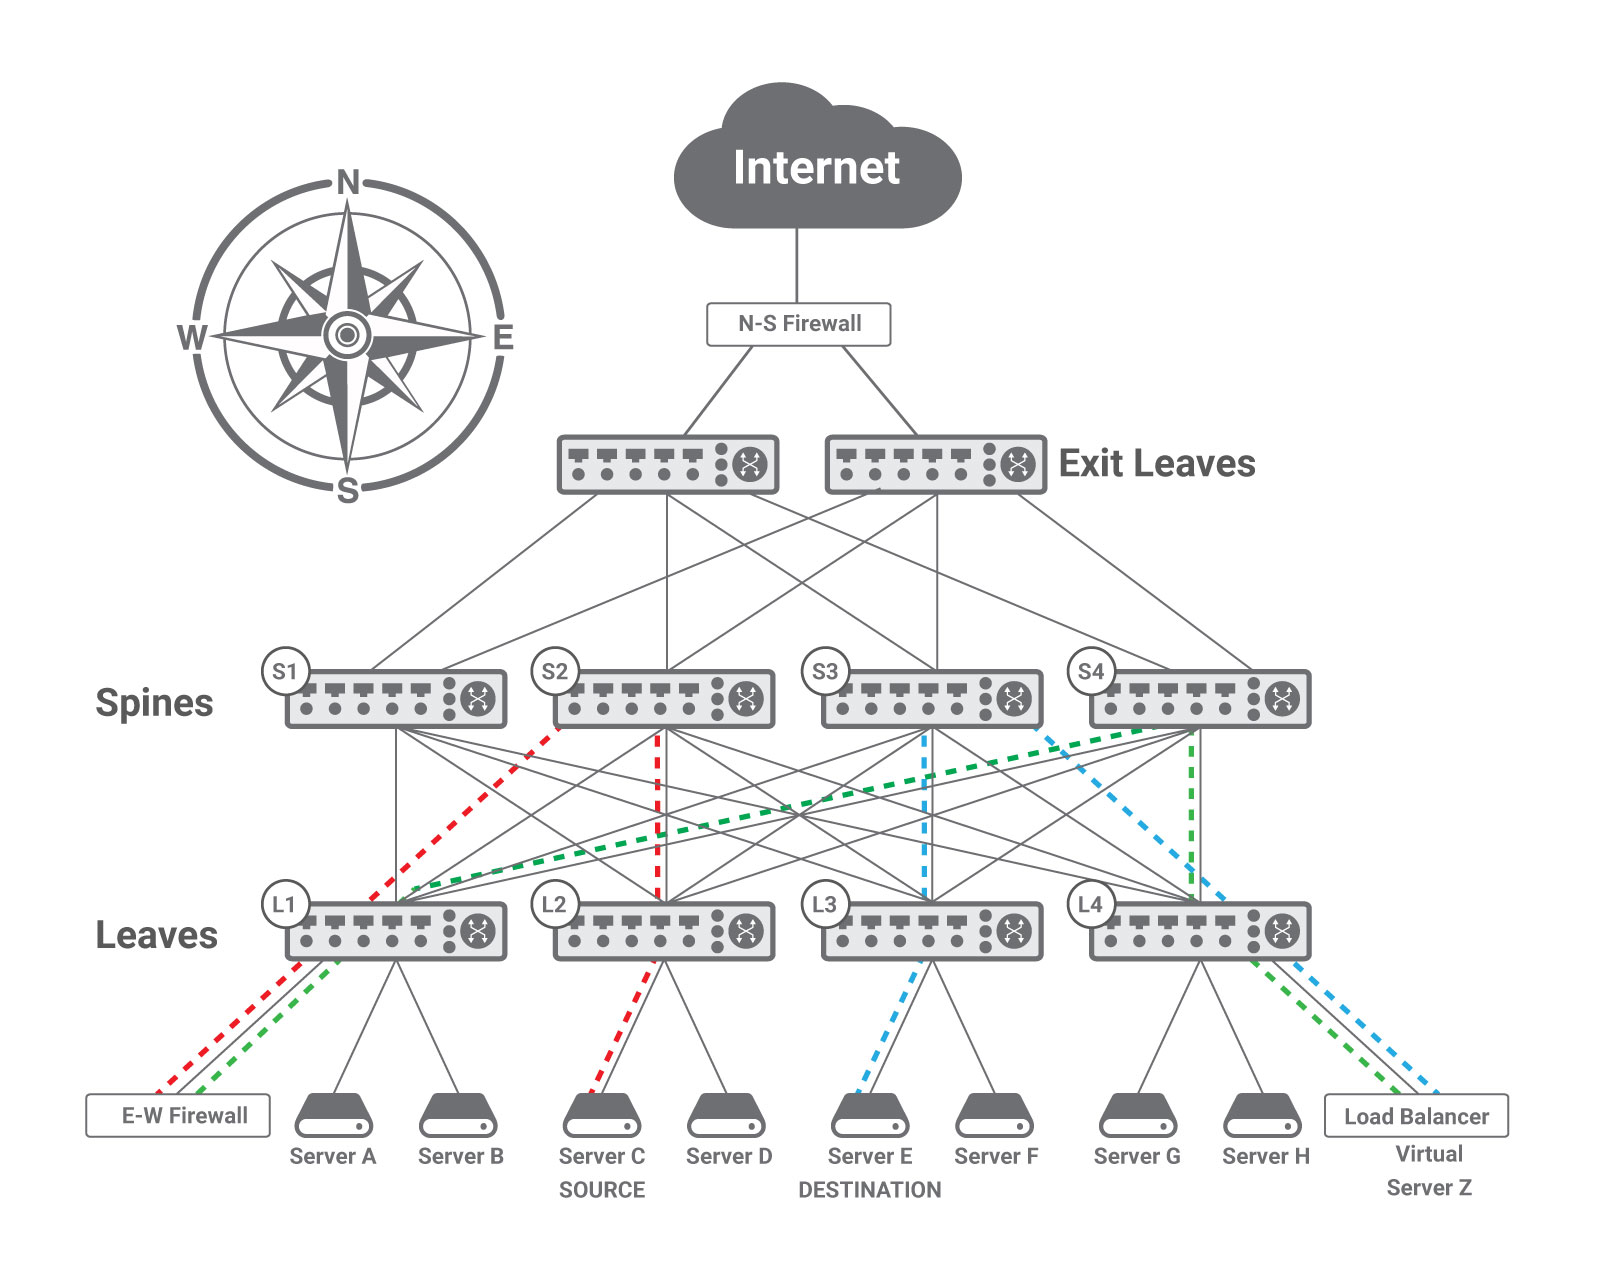 Internet
N
W
E
S
N-S Firewall
Exit Leaves
S1
S2
S3
S4
Spines
L1
L2
L3
L4
Leaves
E-W Firewall
Load Balancer
Server A
Server B
Server C
Server D
Server E
Server F
Server G
Server H
Virtual
Server Z
SOURCE
DESTINATION